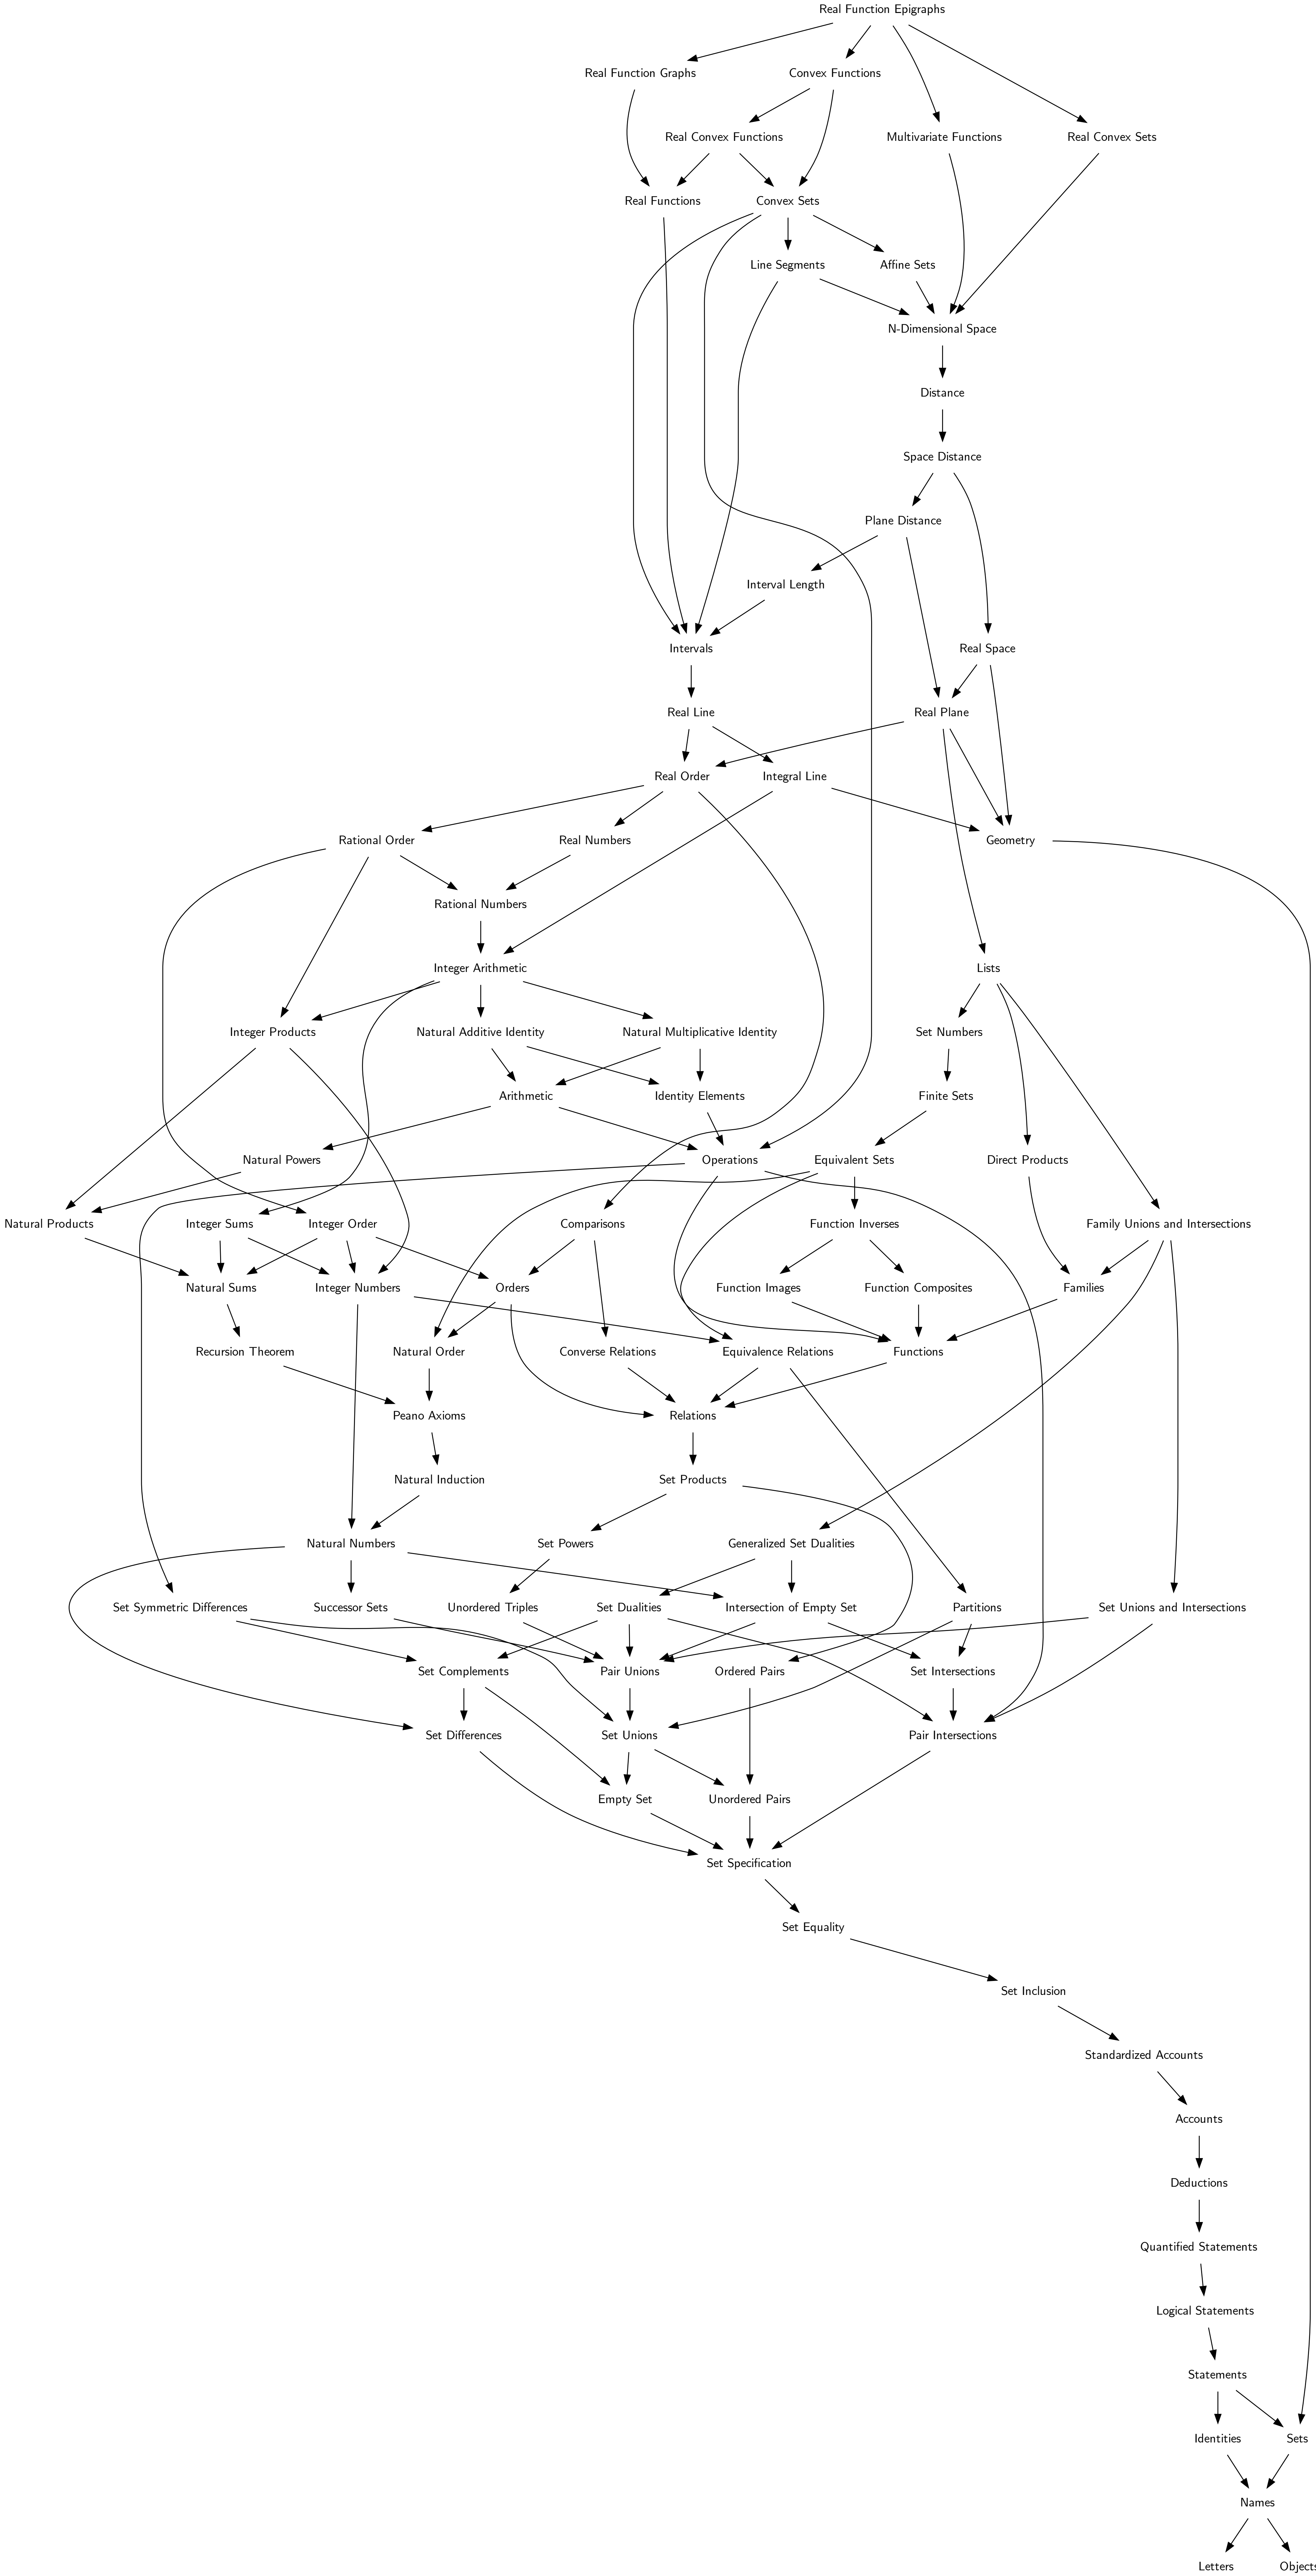 Real Function Epigraphs
Real Function Graphs
Convex Functions
Real Convex Functions
Multivariate Functions
Real Convex Sets
Real Functions
Convex Sets
Line Segments
Affine Sets
N-Dimensional Space
Distance
Space Distance
Plane Distance
Interval Length
Intervals
Real Space
Real Line
Real Plane
Real Order
Integral Line
Rational Order
Real Numbers
Geometry
Rational Numbers
Integer Arithmetic
Lists
Integer Products
Natural Additive Identity
Natural Multiplicative Identity
Set Numbers
Arithmetic
Identity Elements
Finite Sets
Natural Powers
Operations
Equivalent Sets
Direct Products
Natural Products
Integer Sums
Integer Order
Comparisons
Function Inverses
Family Unions and Intersections
Natural Sums
Integer Numbers
Orders
Function Images
Function Composites
Families
Recursion Theorem
Natural Order
Converse Relations
Equivalence Relations
Functions
Peano Axioms
Relations
Natural Induction
Set Products
Natural Numbers
Set Powers
Generalized Set Dualities
Set Symmetric Differences
Successor Sets
Unordered Triples
Set Dualities
Intersection of Empty Set
Partitions
Set Unions and Intersections
Set Complements
Pair Unions
Ordered Pairs
Set Intersections
Set Differences
Set Unions
Pair Intersections
Empty Set
Unordered Pairs
Set Specification
Set Equality
Set Inclusion
Standardized Accounts
Accounts
Deductions
Quantified Statements
Logical Statements
Statements
Identities
Sets
Names
Letters
Objects